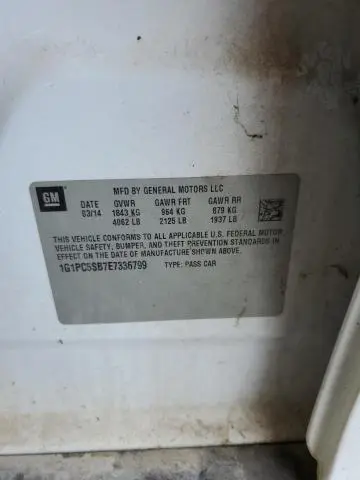 GM
MFD BY GENERAL MOTORS LLC
DATE GVWR GAWR FRT GAWR RR
03/14 1843 KG 964 KG 879 KG
4062 LB 2125 LB 1937 LB
THIS VEHICLE CONFORMS TO ALL APPLICABLE U.S. FEDERAL MOTOR
VEHICLE SAFETY, BUMPER, AND THEFT PREVENTION STANDARDS
IN EFFECT ON THE DATE OF MANUFACTURE SHOWN ABOVE.
1G1PC5SB7E7336799 TYPE: PASS CAR